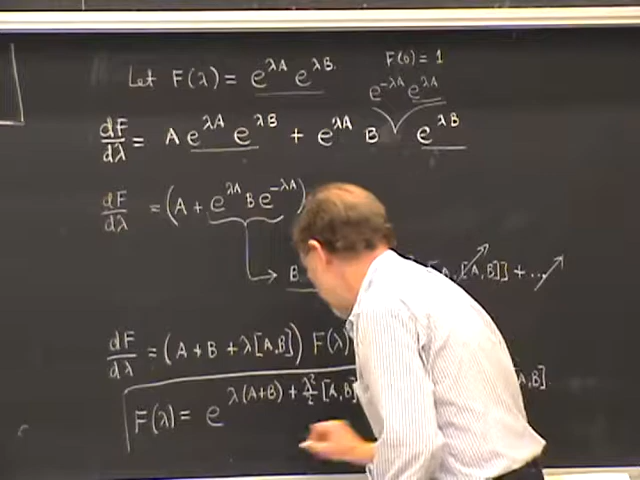 Let F(λ) = e^{λA} e^{λB}. F(0) = 1
e^{-λA} e^{λA}
dF/dλ = A e^{λA} e^{λB} + e^{λA} B e^{λB}
dF/dλ = (A + e^{λA} B e^{-λA})
B [A, [A,B]] + ...
dF/dλ = (A + B + λ[A,B]) F(λ)
F(λ) = e^{λ(A+B) + λ²/2 [A,B]} A,B]